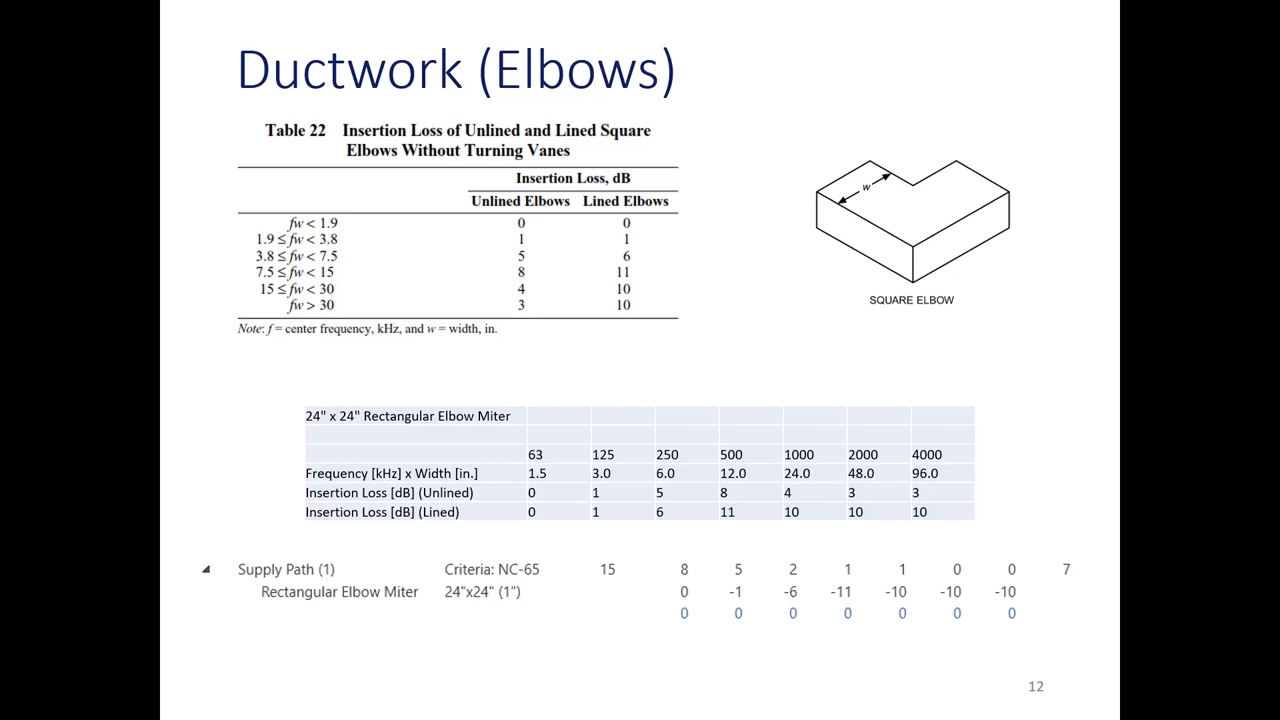 Ductwork (Elbows)
Table 22 Insertion Loss of Unlined and Lined Square
Elbows Without Turning Vanes
Insertion Loss, dB
Unlined Elbows Lined Elbows
fw < 1.9 0 0
1.9 ≤ fw < 3.8 1 1
3.8 ≤ fw < 7.5 5 6
7.5 ≤ fw < 15 8 11
15 ≤ fw < 30 4 10
fw > 30 3 10
Note: f = center frequency, kHz, and w = width, in.
w
SQUARE ELBOW
24" x 24" Rectangular Elbow Miter
63 125 250 500 1000 2000 4000
Frequency [kHz] x Width [in.] 1.5 3.0 6.0 12.0 24.0 48.0 96.0
Insertion Loss [dB] (Unlined) 0 1 5 8 4 3 3
Insertion Loss [dB] (Lined) 0 1 6 11 10 10 10
Supply Path (1) Criteria: NC-65 15 8 5 2 1 1 0 0 7
Rectangular Elbow Miter 24"x24" (1") 0 -1 -6 -11 -10 -10 -10
0 0 0 0 0 0 0
12